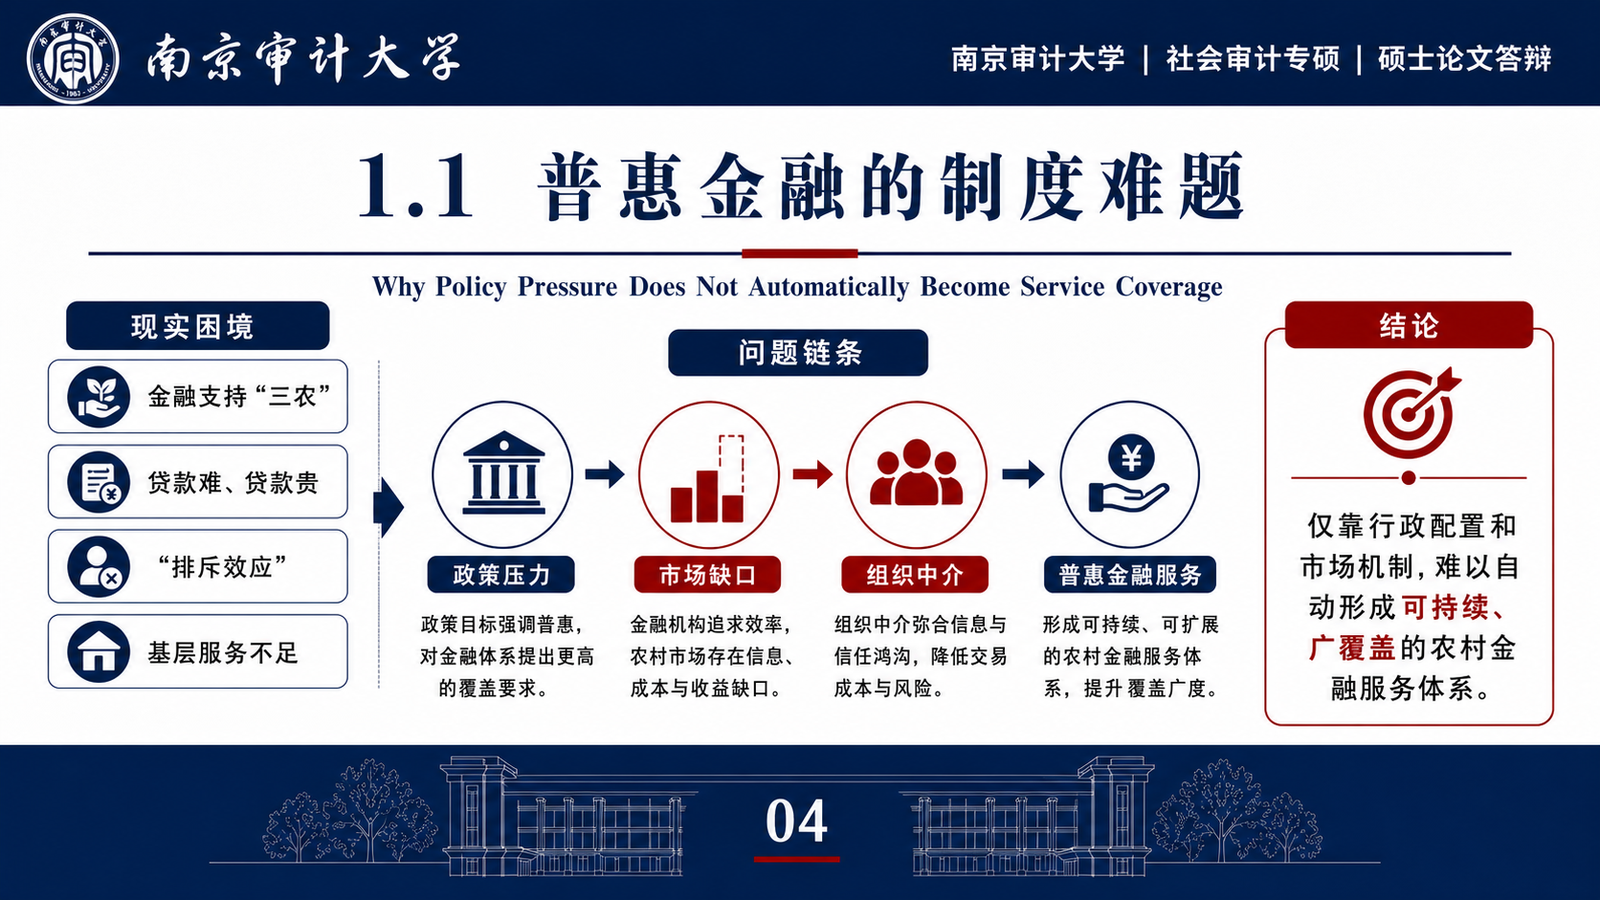 南京审计大学
南京审计大学 | 社会审计专硕 | 硕士论文答辩
1.1 普惠金融的制度难题
Why Policy Pressure Does Not Automatically Become Service Coverage
现实困境
金融支持“三农”
贷款难、贷款贵
“排斥效应”
基层服务不足
问题链条
政策压力
政策目标强调普惠，
对金融体系提出更高
的覆盖要求。
市场缺口
金融机构追求效率，
农村市场存在信息、
成本与收益缺口。
组织中介
组织中介弥合信息与
信任鸿沟，降低交易
成本与风险。
普惠金融服务
形成可持续、可扩展
的农村金融服务体
系，提升覆盖广度。
结论
仅靠行政配置和
市场机制，难以自
动形成可持续、
广覆盖的农村金
融服务体系。
04